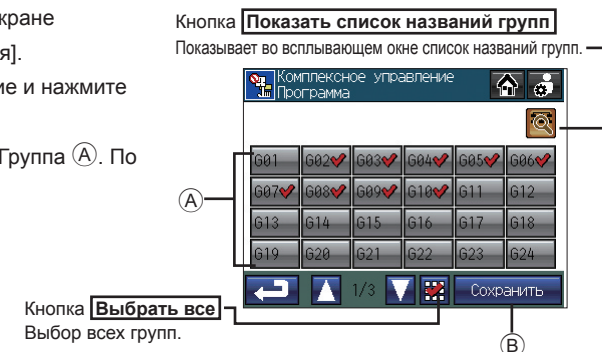 кране
я].
ие и нажмите
Группа Ⓐ. По
Кнопка Показать список названий групп
Показывает во всплывающем окне список названий групп.
Комплексное управление
Программа
G01 G02 G03 G04 G05 G06
G07 G08 G09 G10 G11 G12
G13 G14 G15 G16 G17 G18
G19 G20 G21 G22 G23 G24
Ⓐ
1/3 Сохранить
Кнопка Выбрать все
Выбор всех групп.
Ⓑ